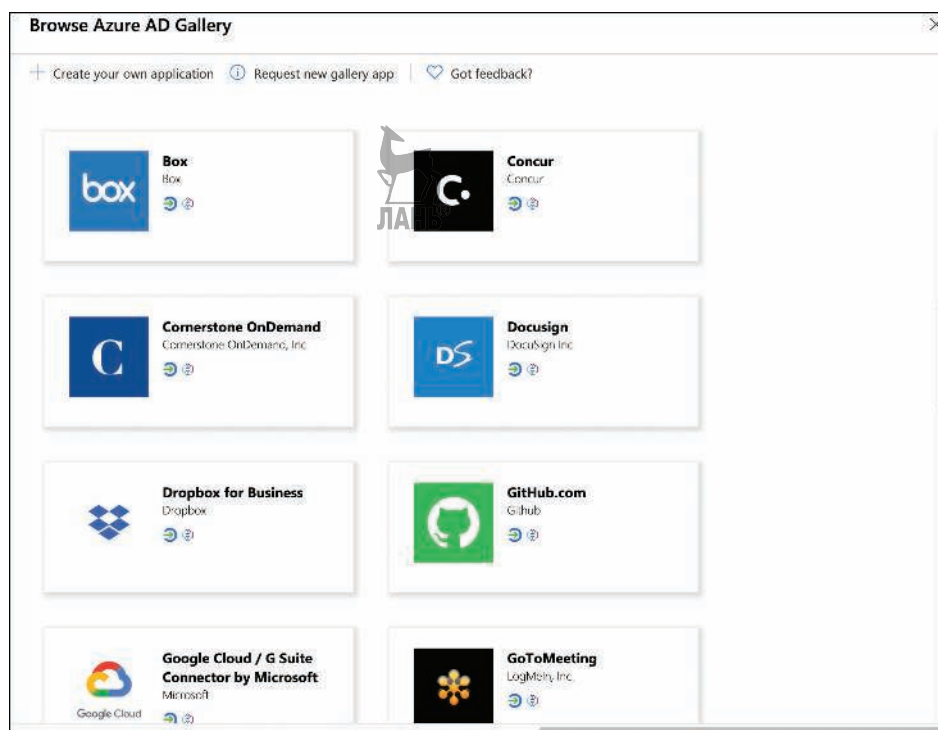 Browse Azure AD Gallery
Create your own application Request new gallery app Got feedback?
box
Box
Box
ЛАНЬ®
C.
Concur
Concur
C
Cornerstone OnDemand
Cornerstone OnDemand, Inc
DS
Docusign
DocuSign Inc
Dropbox for Business
Dropbox
GitHub.com
Github
Google Cloud
Google Cloud / G Suite
Connector by Microsoft
Microsoft
GoToMeeting
LogMeIn, Inc.